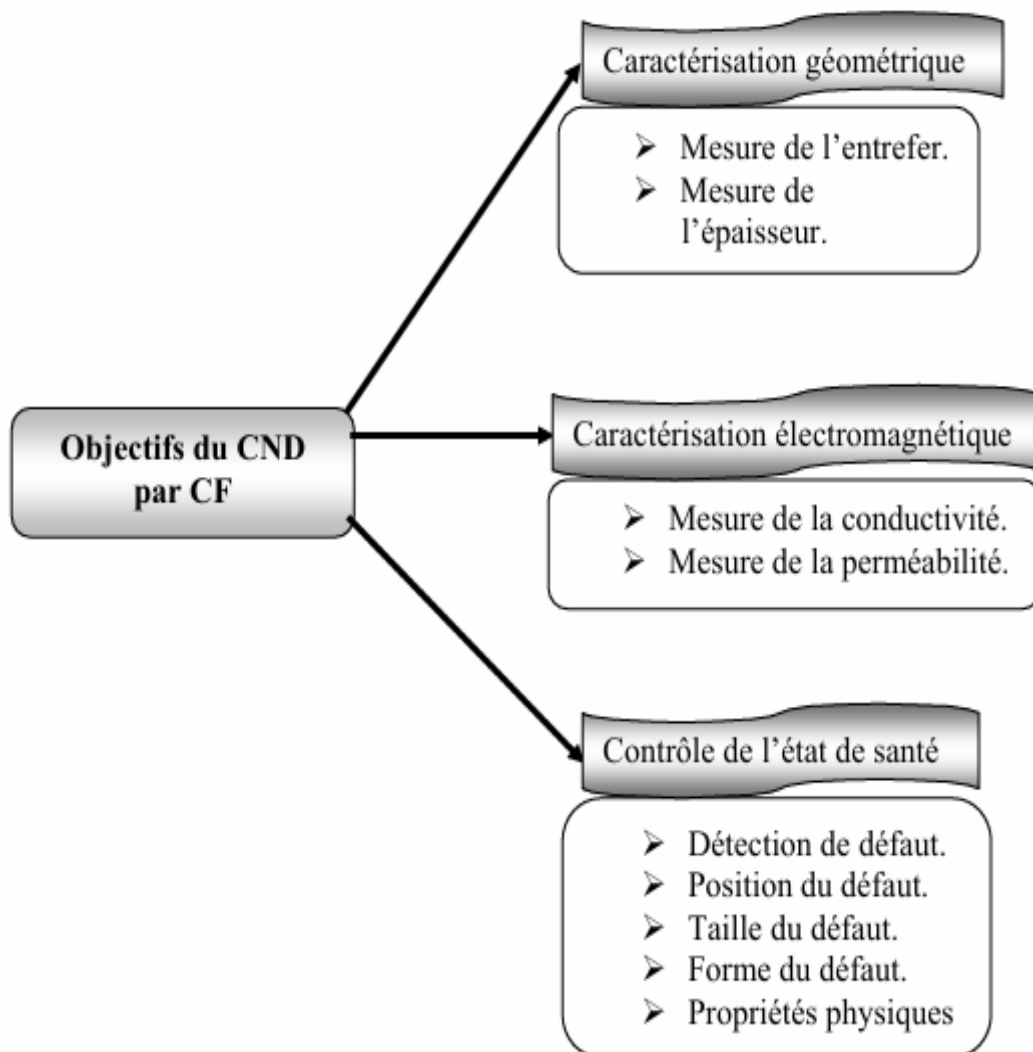 Caractérisation géométrique
➢ Mesure de l'entrefer.
➢ Mesure de
l'épaisseur.
Objectifs du CND
par CF
Caractérisation électromagnétique
➢ Mesure de la conductivité.
➢ Mesure de la perméabilité.
Contrôle de l'état de santé
➢ Détection de défaut.
➢ Position du défaut.
➢ Taille du défaut.
➢ Forme du défaut.
➢ Propriétés physiques